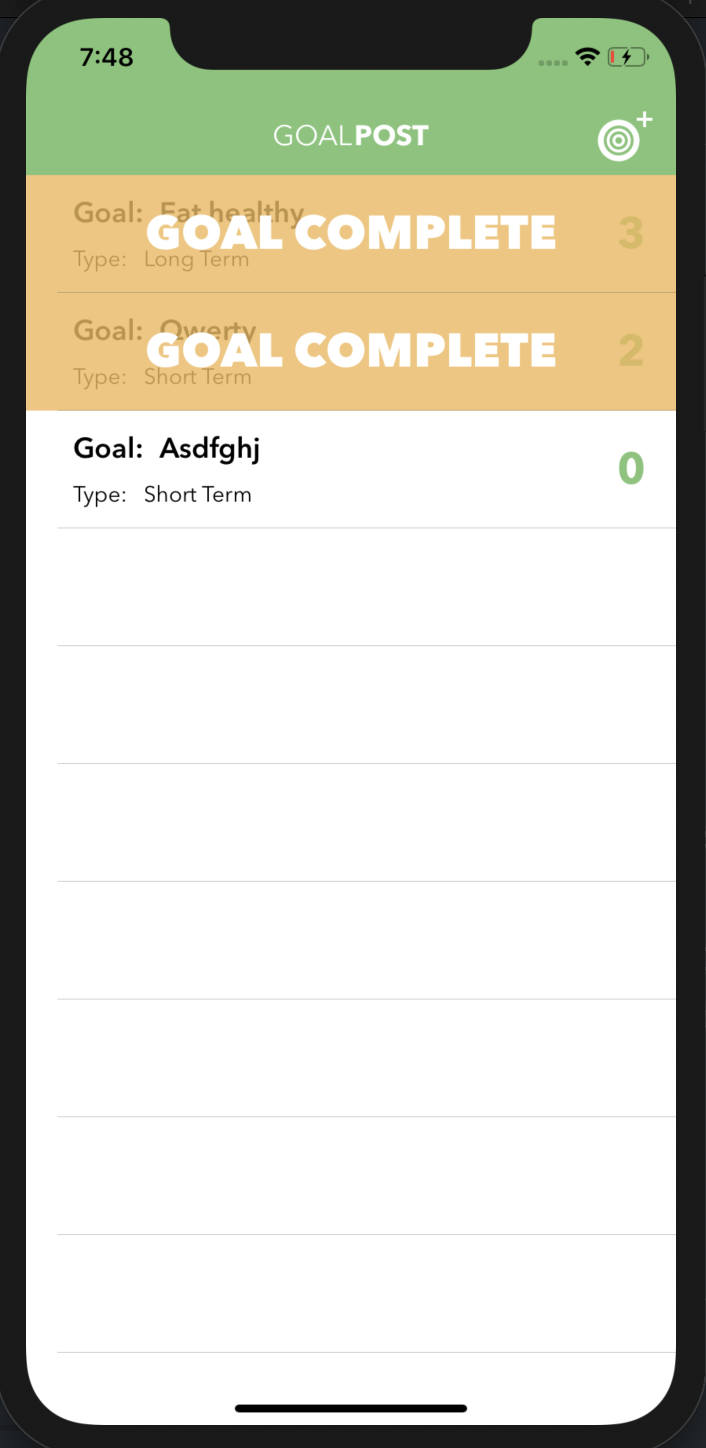 7:48
GOALPOST
Goal: Eat healthy
GOAL COMPLETE
3
Type: Long Term
Goal: Qwerty
GOAL COMPLETE
2
Type: Short Term
Goal: Asdfghj
0
Type: Short Term